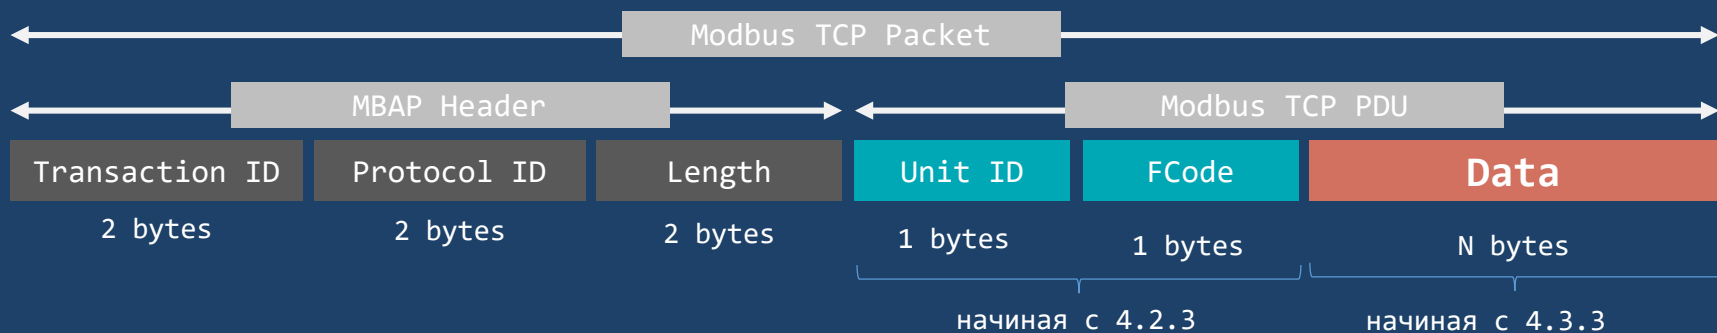 Modbus TCP Packet
MBAP Header Modbus TCP PDU
Transaction ID Protocol ID Length Unit ID FCode Data
2 bytes 2 bytes 2 bytes 1 bytes 1 bytes N bytes
начиная с 4.2.3 начиная с 4.3.3